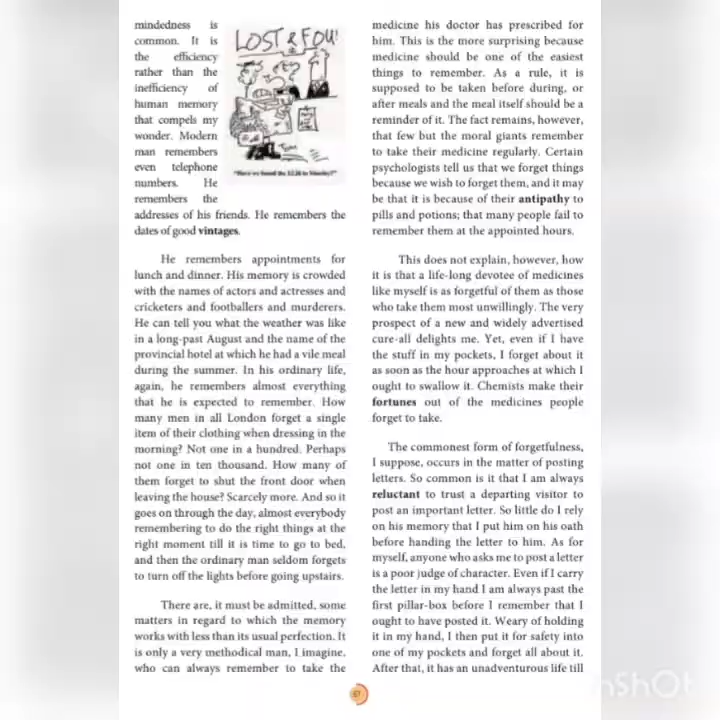 mindedness is
common. It is
the efficiency
rather than the
inefficiency of
human memory
that compels my
wonder. Modern
man remembers
even telephone
numbers. He
remembers the
addresses of his friends. He remembers the
dates of good vintages.
LOST & FOU!
"Have we found the 12.20 to Monday?"
He remembers appointments for
lunch and dinner. His memory is crowded
with the names of actors and actresses and
cricketers and footballers and murderers.
He can tell you what the weather was like
in a long-past August and the name of the
provincial hotel at which he had a vile meal
during the summer. In his ordinary life,
again, he remembers almost everything
that he is expected to remember. How
many men in all London forget a single
item of their clothing when dressing in the
morning? Not one in a hundred. Perhaps
not one in ten thousand. How many of
them forget to shut the front door when
leaving the house? Scarcely more. And so it
goes on through the day, almost everybody
remembering to do the right things at the
right moment till it is time to go to bed,
and then the ordinary man seldom forgets
to turn off the lights before going upstairs.
There are, it must be admitted, some
matters in regard to which the memory
works with less than its usual perfection. It
is only a very methodical man, I imagine,
who can always remember to take the
medicine his doctor has prescribed for
him. This is the more surprising because
medicine should be one of the easiest
things to remember. As a rule, it is
supposed to be taken before during, or
after meals and the meal itself should be a
reminder of it. The fact remains, however,
that few but the moral giants remember
to take their medicine regularly. Certain
psychologists tell us that we forget things
because we wish to forget them, and it may
be that it is because of their antipathy to
pills and potions; that many people fail to
remember them at the appointed hours.
This does not explain, however, how
it is that a life-long devotee of medicines
like myself is as forgetful of them as those
who take them most unwillingly. The very
prospect of a new and widely advertised
cure-all delights me. Yet, even if I have
the stuff in my pockets, I forget about it
as soon as the hour approaches at which I
ought to swallow it. Chemists make their
fortunes out of the medicines people
forget to take.
The commonest form of forgetfulness,
I suppose, occurs in the matter of posting
letters. So common is it that I am always
reluctant to trust a departing visitor to
post an important letter. So little do I rely
on his memory that I put him on his oath
before handing the letter to him. As for
myself, anyone who asks me to post a letter
is a poor judge of character. Even if I carry
the letter in my hand I am always past the
first pillar-box before I remember that I
ought to have posted it. Weary of holding
it in my hand, I then put it for safety into
one of my pockets and forget all about it.
After that, it has an unadventurous life till